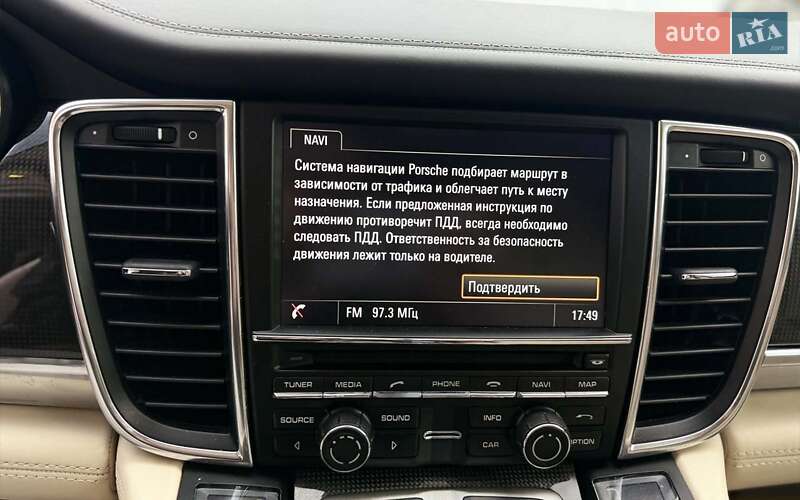 auto RIA .com
NAVI
Система навигации Porsche подбирает маршрут в
зависимости от трафика и облегчает путь к месту
назначения. Если предложенная инструкция по
движению противоречит ПДД, всегда необходимо
следовать ПДД. Ответственность за безопасность
движения лежит только на водителе.
Подтвердить
FM 97.3 МГц 17:49
TUNER MEDIA PHONE NAVI MAP
SOURCE SOUND INFO
CAR OPTION